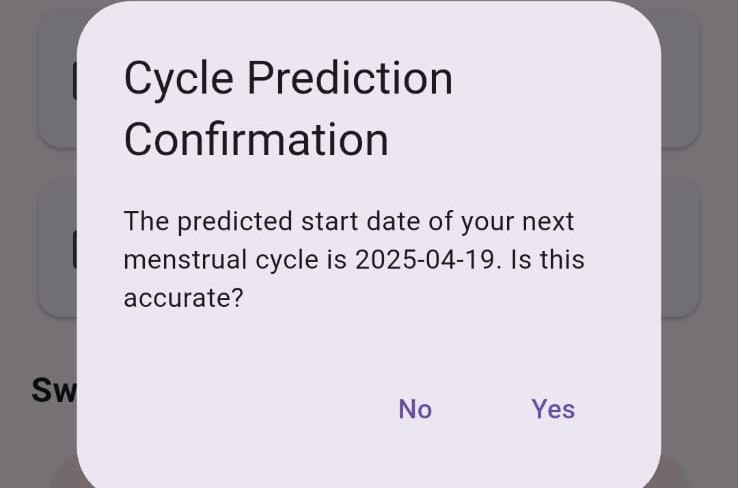 Cycle Prediction
Confirmation
The predicted start date of your next
menstrual cycle is 2025-04-19. Is this
accurate?
No Yes
Sw